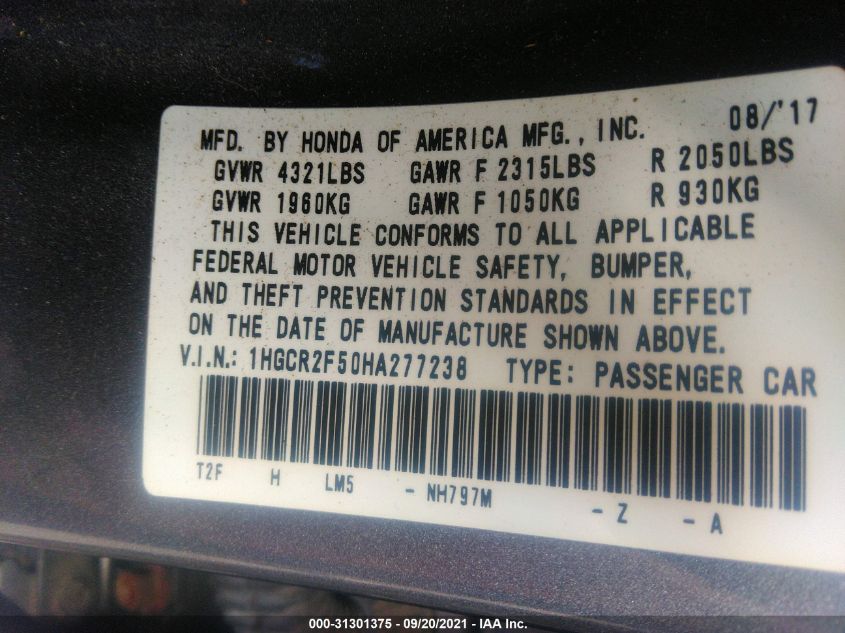 08/'17
MFD. BY HONDA OF AMERICA MFG., INC.
GVWR 4321LBS GAWR F 2315LBS R 2050LBS
GVWR 1960KG GAWR F 1050KG R 930KG
THIS VEHICLE CONFORMS TO ALL APPLICABLE
FEDERAL MOTOR VEHICLE SAFETY, BUMPER,
AND THEFT PREVENTION STANDARDS IN EFFECT
ON THE DATE OF MANUFACTURE SHOWN ABOVE.
V.I.N.: 1HGCR2F50HA277238 TYPE: PASSENGER CAR
T2F H LM5 - NH797M - Z - A
000-31301375 — 09/20/2021 — IAA Inc.